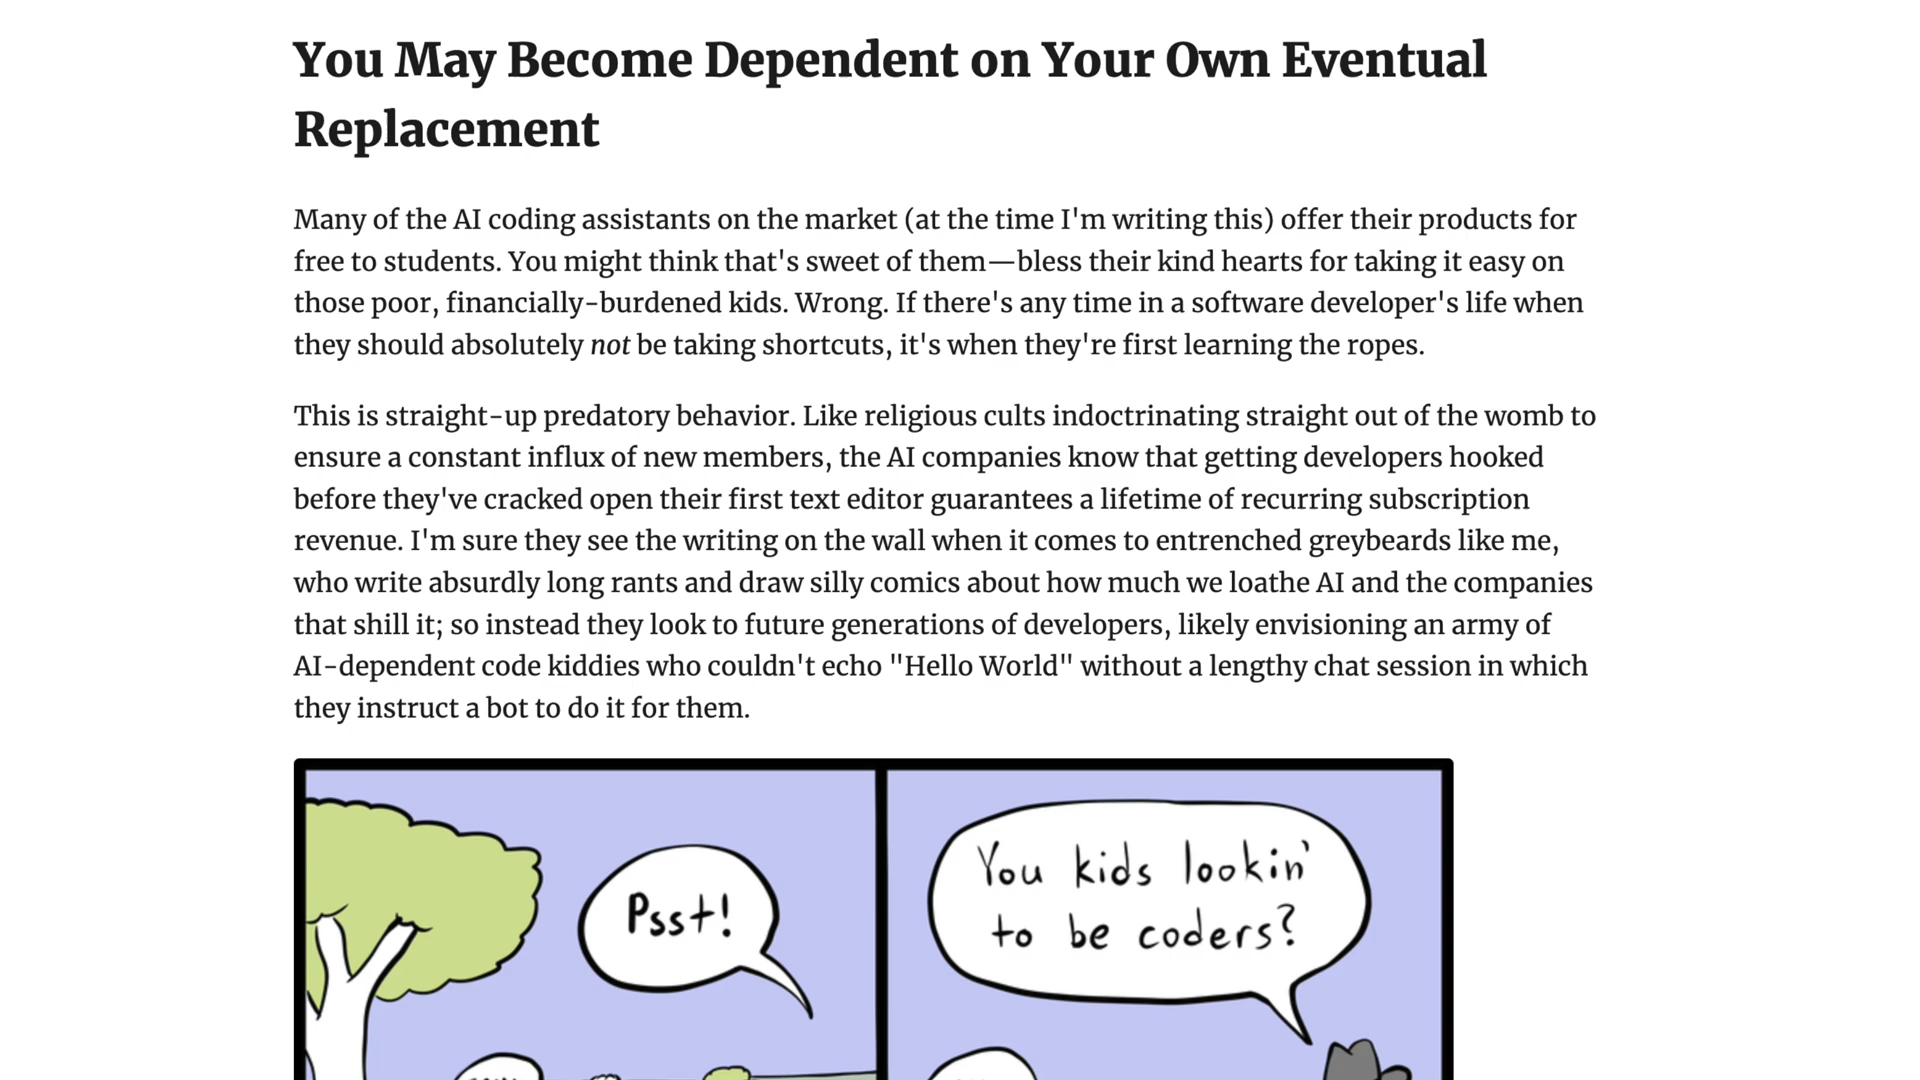 You May Become Dependent on Your Own Eventual
Replacement
Many of the AI coding assistants on the market (at the time I'm writing this) offer their products for
free to students. You might think that's sweet of them—bless their kind hearts for taking it easy on
those poor, financially-burdened kids. Wrong. If there's any time in a software developer's life when
they should absolutely not be taking shortcuts, it's when they're first learning the ropes.
This is straight-up predatory behavior. Like religious cults indoctrinating straight out of the womb to
ensure a constant influx of new members, the AI companies know that getting developers hooked
before they've cracked open their first text editor guarantees a lifetime of recurring subscription
revenue. I'm sure they see the writing on the wall when it comes to entrenched greybeards like me,
who write absurdly long rants and draw silly comics about how much we loathe AI and the companies
that shill it; so instead they look to future generations of developers, likely envisioning an army of
AI-dependent code kiddies who couldn't echo "Hello World" without a lengthy chat session in which
they instruct a bot to do it for them.
Psst!
You kids lookin'
to be coders?